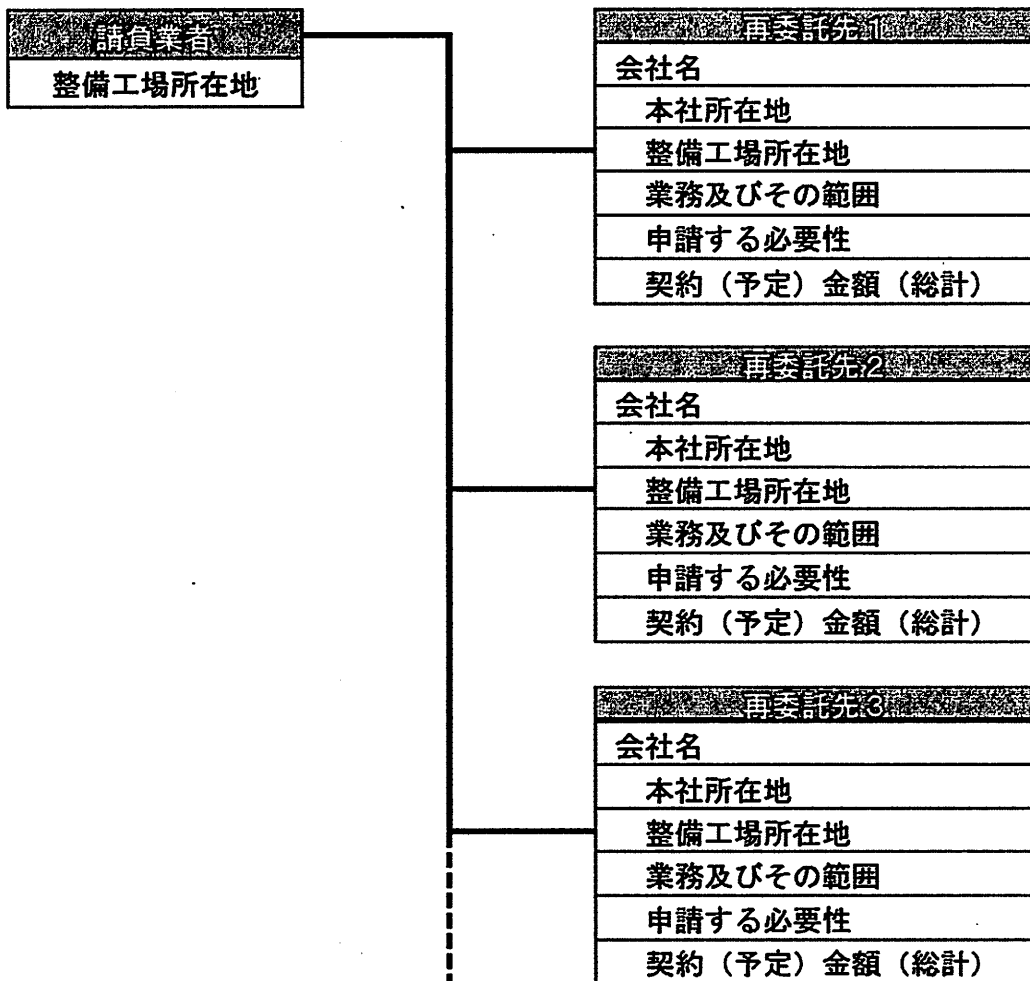 請負業者
整備工場所在地
再委託先1
会社名
本社所在地
整備工場所在地
業務及びその範囲
申請する必要性
契約（予定）金額（総計）
再委託先2
会社名
本社所在地
整備工場所在地
業務及びその範囲
申請する必要性
契約（予定）金額（総計）
再委託先3
会社名
本社所在地
整備工場所在地
業務及びその範囲
申請する必要性
契約（予定）金額（総計）